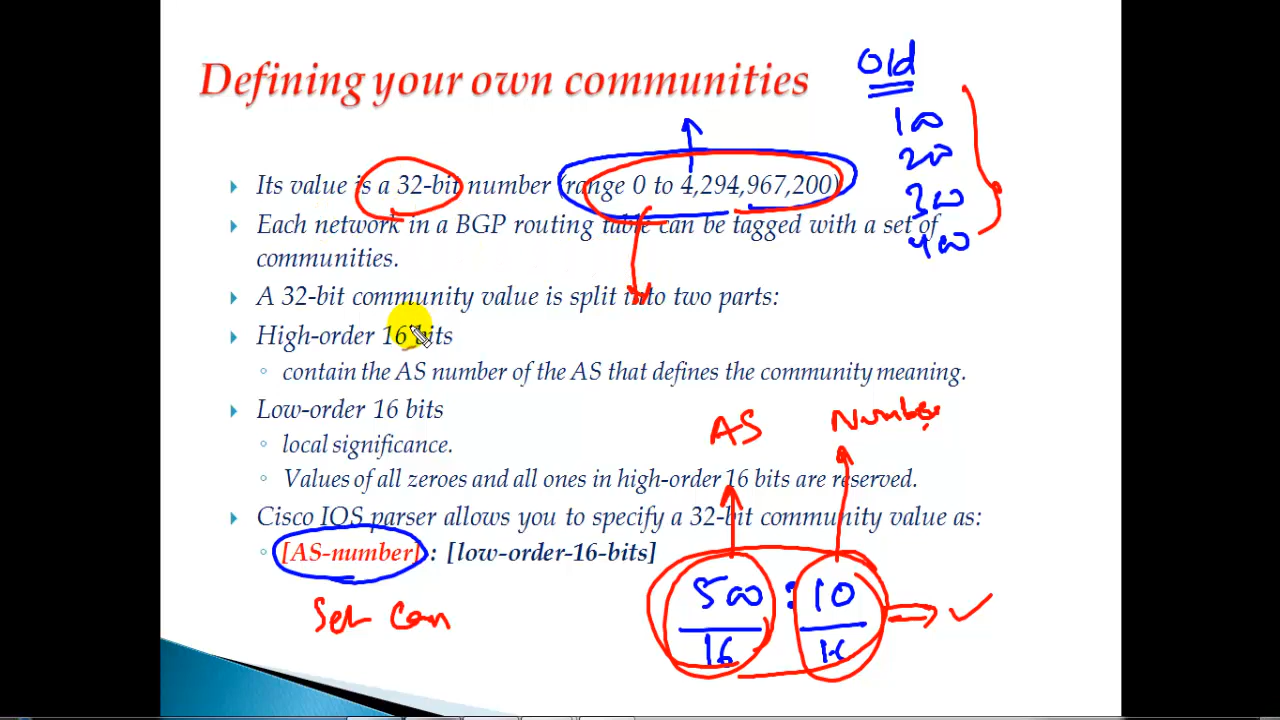 Defining your own communities
Old
100
200
300
400
Its value is a 32-bit number (range 0 to 4,294,967,200)
Each network in a BGP routing table can be tagged with a set of
communities.
A 32-bit community value is split into two parts:
High-order 16 bits
contain the AS number of the AS that defines the community meaning.
Low-order 16 bits
local significance.
Values of all zeroes and all ones in high-order 16 bits are reserved.
AS Number
Cisco IOS parser allows you to specify a 32-bit community value as:
[AS-number] : [low-order-16-bits]
500 : 10
16 16
Set Com